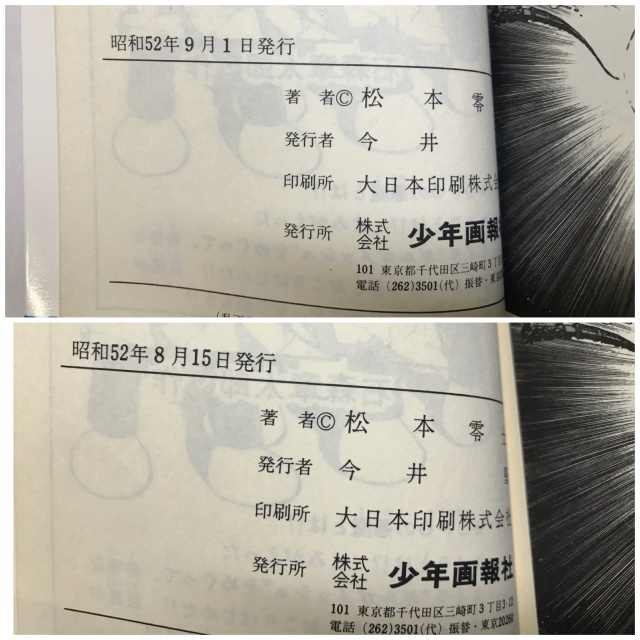 昭和52年9月1日発行
著 者©松 本 零
発行者 今 井
印刷所 大日本印刷株式会
発行所 株式会社 少年画報
101 東京都千代田区三崎町3丁目
電話 (262)3501(代) 振替・東京
昭和52年8月15日発行
著 者©松 本 零
発行者 今 井
印刷所 大日本印刷株式会社
発行所 株式会社 少年画報社
101 東京都千代田区三崎町3丁目3-12
電話 (262)3501(代) 振替・東京20260